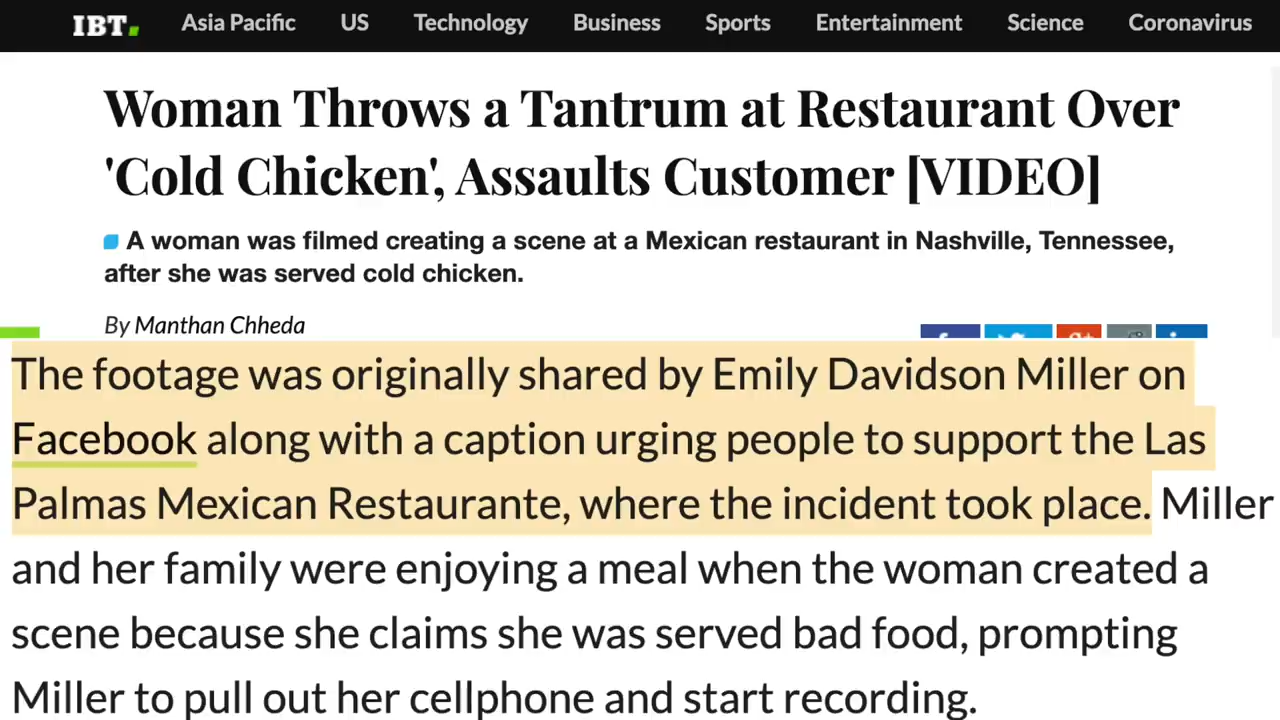 IBT. Asia Pacific US Technology Business Sports Entertainment Science Coronavirus
Woman Throws a Tantrum at Restaurant Over
'Cold Chicken', Assaults Customer [VIDEO]
A woman was filmed creating a scene at a Mexican restaurant in Nashville, Tennessee,
after she was served cold chicken.
By Manthan Chheda
The footage was originally shared by Emily Davidson Miller on
Facebook along with a caption urging people to support the Las
Palmas Mexican Restaurante, where the incident took place. Miller
and her family were enjoying a meal when the woman created a
scene because she claims she was served bad food, prompting
Miller to pull out her cellphone and start recording.